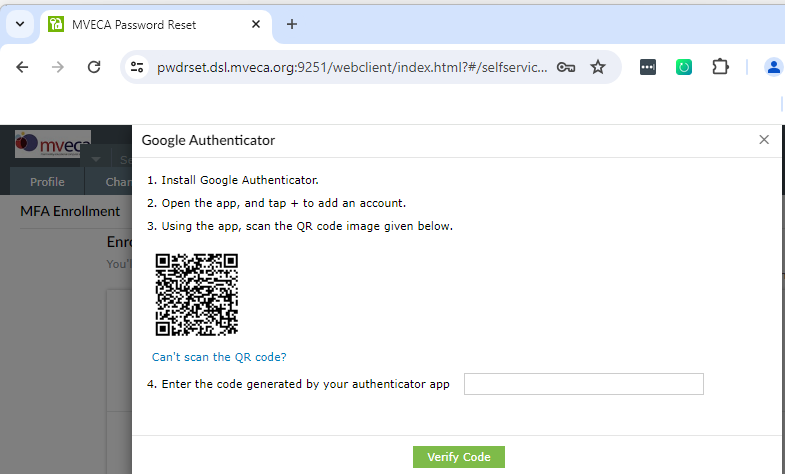 MVECA Password Reset
pwdrset.dsl.mveca.org:9251/webclient/index.html?#/selfservic...
mveca
Google Authenticator
Se
Profile
Char
1. Install Google Authenticator.
2. Open the app, and tap + to add an account.
MFA Enrollment
3. Using the app, scan the QR code image given below.
Enro
You'l
Can't scan the QR code?
4. Enter the code generated by your authenticator app
Verify Code